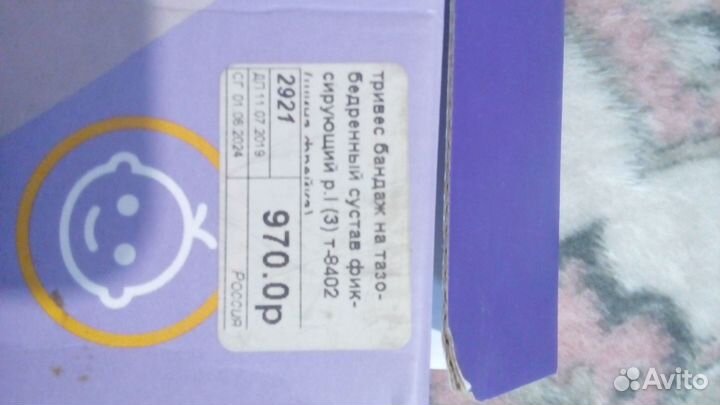 тривес бандаж на тазо-
бедренный сустав фик-
сирующий р.I (3) т-8402
2921
970.0р
ДП 11.07.2019
СГ 01.06.2024
РОССИЯ
Avito